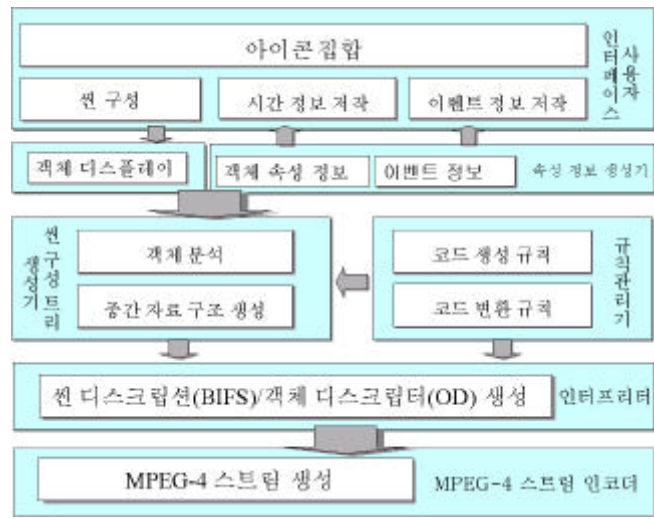 아이콘 집합
씬 구성
시간 정보 저작
이벤트 정보 저작
사용자
인터페이스
객체 디스플레이
객체 속성 정보
이벤트 정보
속성 정보 생성기
씬 구성 트리
생성기
객체 분석
중간 자료 구조 생성
코드 생성 규칙
코드 변환 규칙
규칙관리기
씬 디스크립션(BIFS)/객체 디스크립터(OD) 생성
인터프리터
MPEG-4 스트림 생성
MPEG-4 스트림 인코더